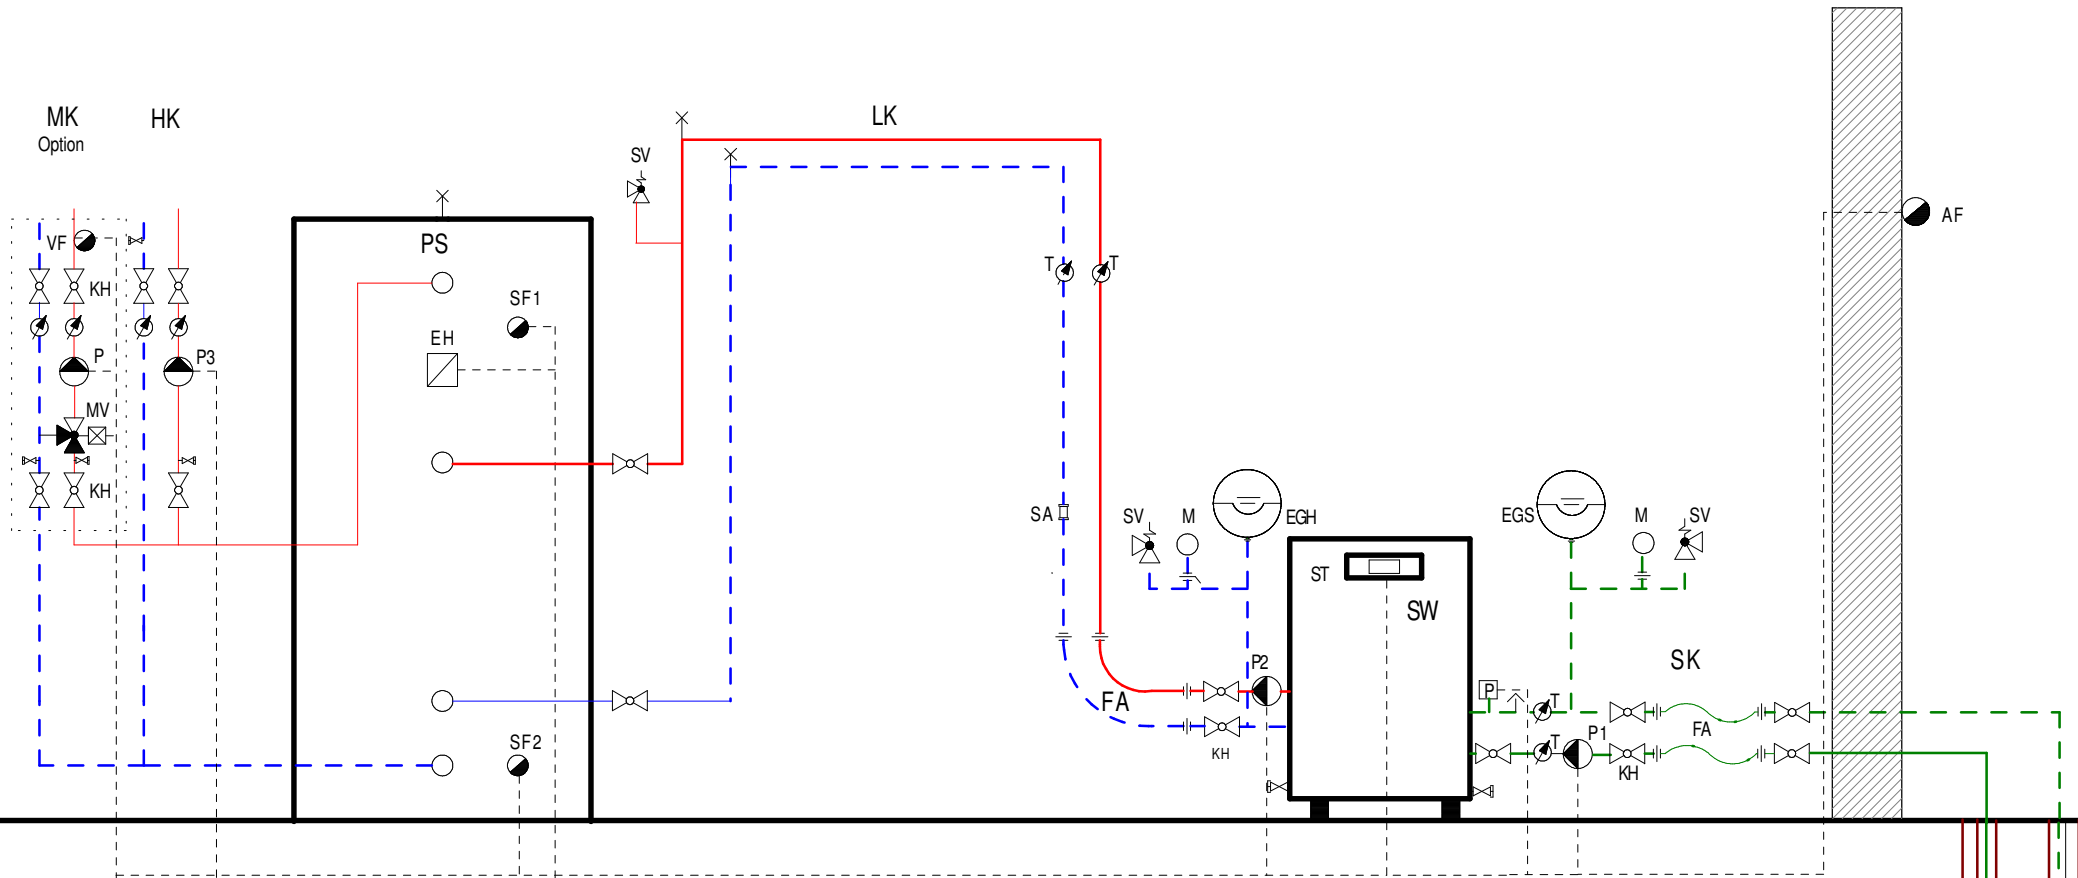 MK
Option
HK
LK
SV
PS
VF
AF
T
T
KH
SF1
EH
P
P3
MV
KH
SA
SV
M
EGH
EGS
M
SV
ST
SW
P2
SK
P
T
FA
FA
T
P1
KH
KH
SF2